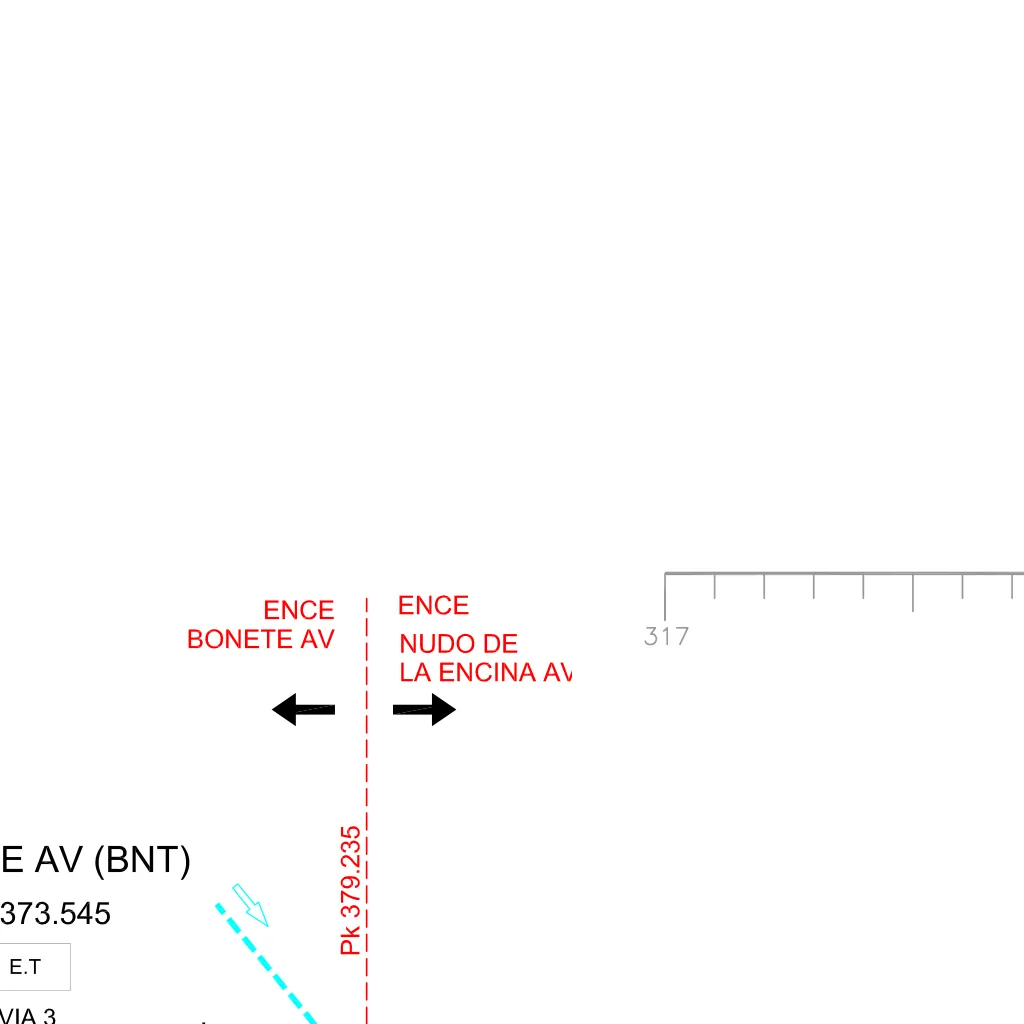 ENCE
BONETE AV
ENCE
NUDO DE
LA ENCINA AV
317
Pk 379.235
E AV (BNT)
373.545
E.T
VIA 3